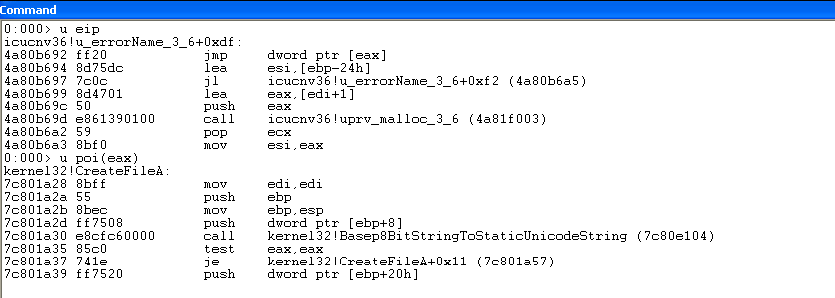 Command
0:000> u eip
icucnv36!u_errorName_3_6+0xdf:
4a80b692 ff20 jmp dword ptr [eax]
4a80b694 8d75dc lea esi,[ebp-24h]
4a80b697 7c0c jl icucnv36!u_errorName_3_6+0xf2 (4a80b6a5)
4a80b699 8d4701 lea eax,[edi+1]
4a80b69c 50 push eax
4a80b69d e861390100 call icucnv36!uprv_malloc_3_6 (4a81f003)
4a80b6a2 59 pop ecx
4a80b6a3 8bf0 mov esi,eax
0:000> u poi(eax)
kernel32!CreateFileA:
7c801a28 8bff mov edi,edi
7c801a2a 55 push ebp
7c801a2b 8bec mov ebp,esp
7c801a2d ff7508 push dword ptr [ebp+8]
7c801a30 e8cfc60000 call kernel32!Basep8BitStringToStaticUnicodeString (7c80e104)
7c801a35 85c0 test eax,eax
7c801a37 741e je kernel32!CreateFileA+0x11 (7c801a57)
7c801a39 ff7520 push dword ptr [ebp+20h]